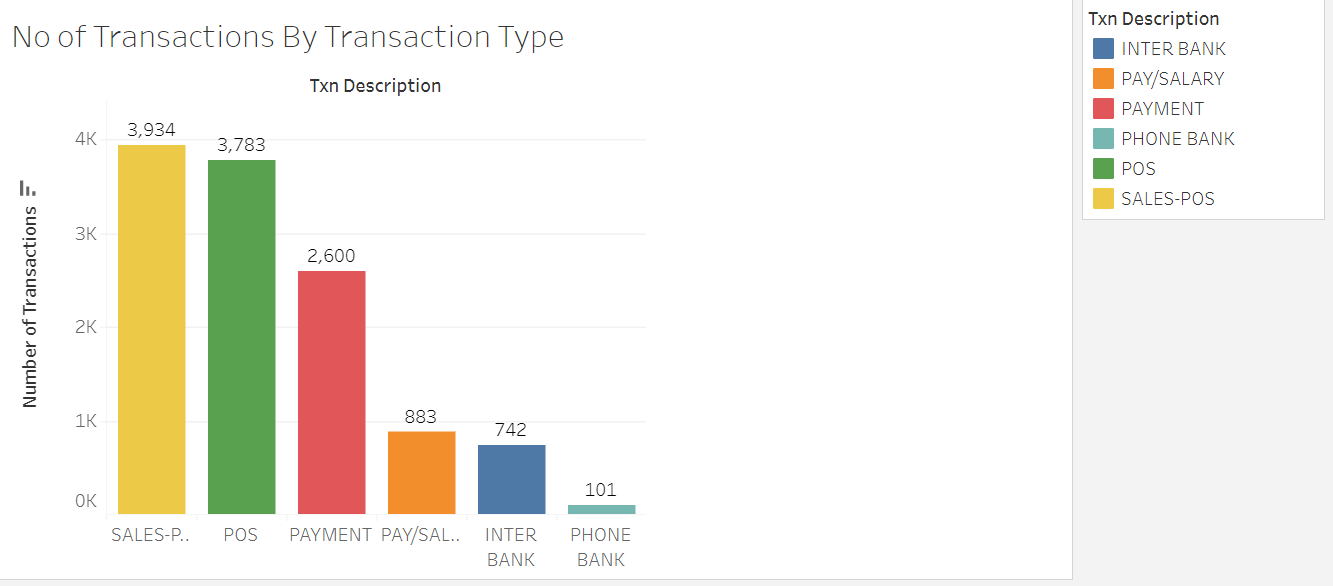 No of Transactions By Transaction Type
Txn Description
Number of Transactions
4K
3K
2K
1K
0K
3,934
3,783
2,600
883
742
101
SALES-P..
POS
PAYMENT
PAY/SAL..
INTER
BANK
PHONE
BANK
Txn Description
INTER BANK
PAY/SALARY
PAYMENT
PHONE BANK
POS
SALES-POS